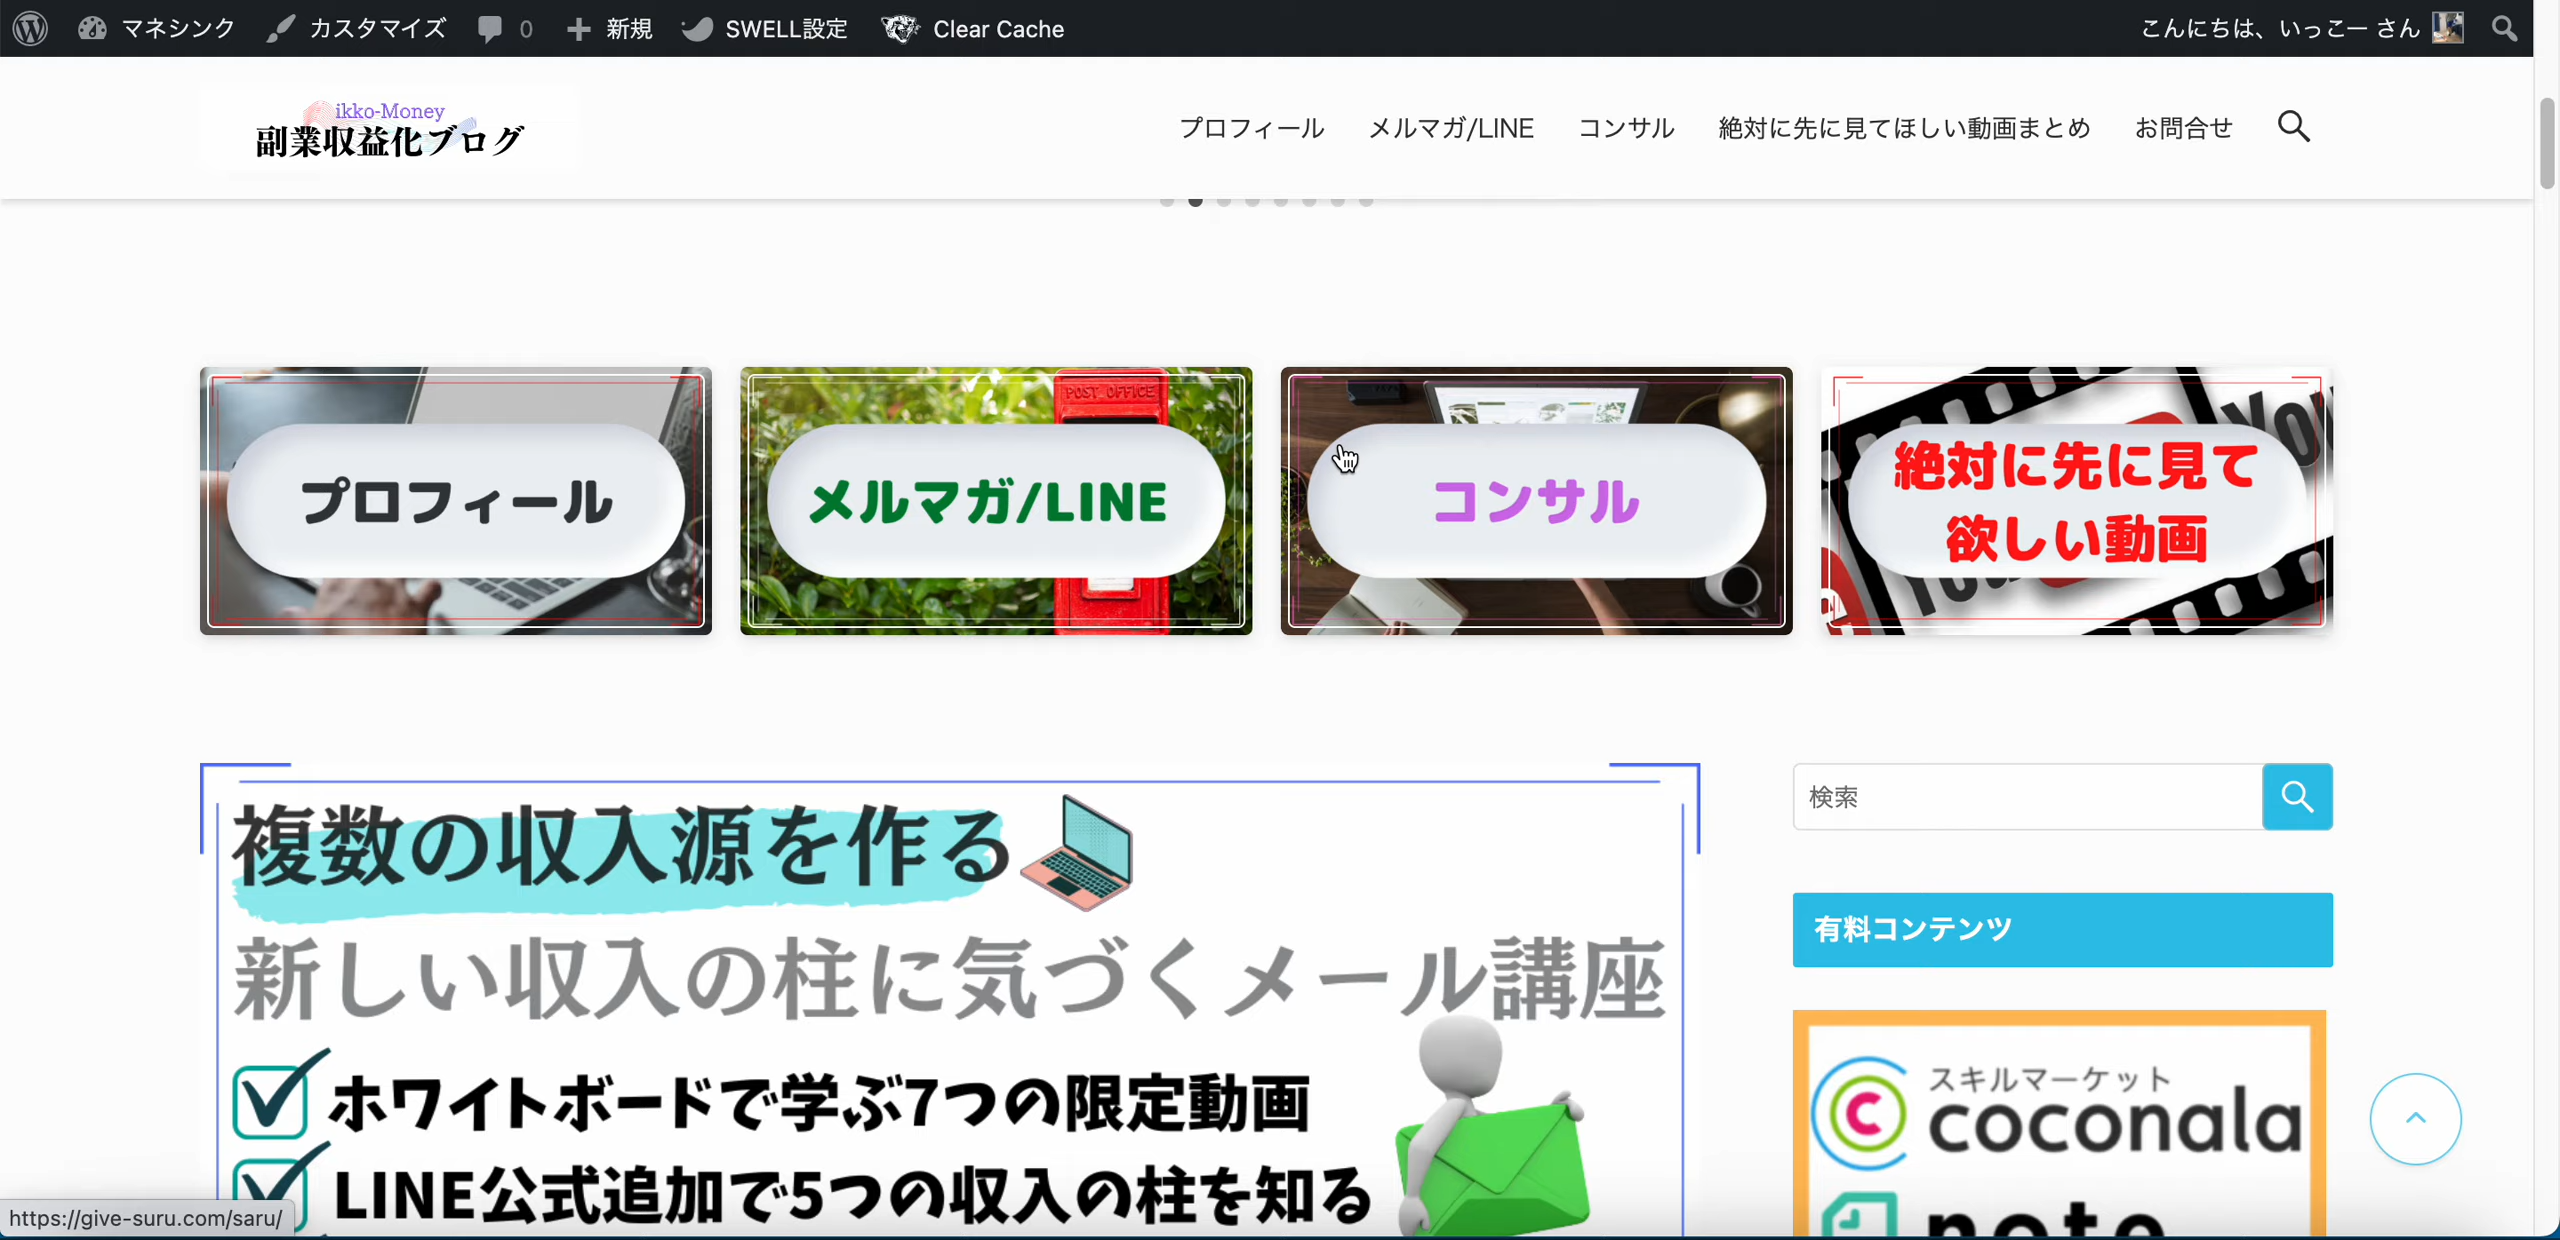 マネシンク カスタマイズ 0 新規 SWELL設定 Clear Cache こんにちは、いっこー さん
ikko-Money
副業収益化ブログ
プロフィール メルマガ/LINE コンサル 絶対に先に見てほしい動画まとめ お問合せ
プロフィール
POST OFFICE
メルマガ/LINE
コンサル
絶対に先に見て
欲しい動画
複数の収入源を作る
新しい収入の柱に気づくメール講座
ホワイトボードで学ぶ7つの限定動画
LINE公式追加で5つの収入の柱を知る
検索
有料コンテンツ
スキルマーケット
coconala
note
https://give-suru.com/saru/